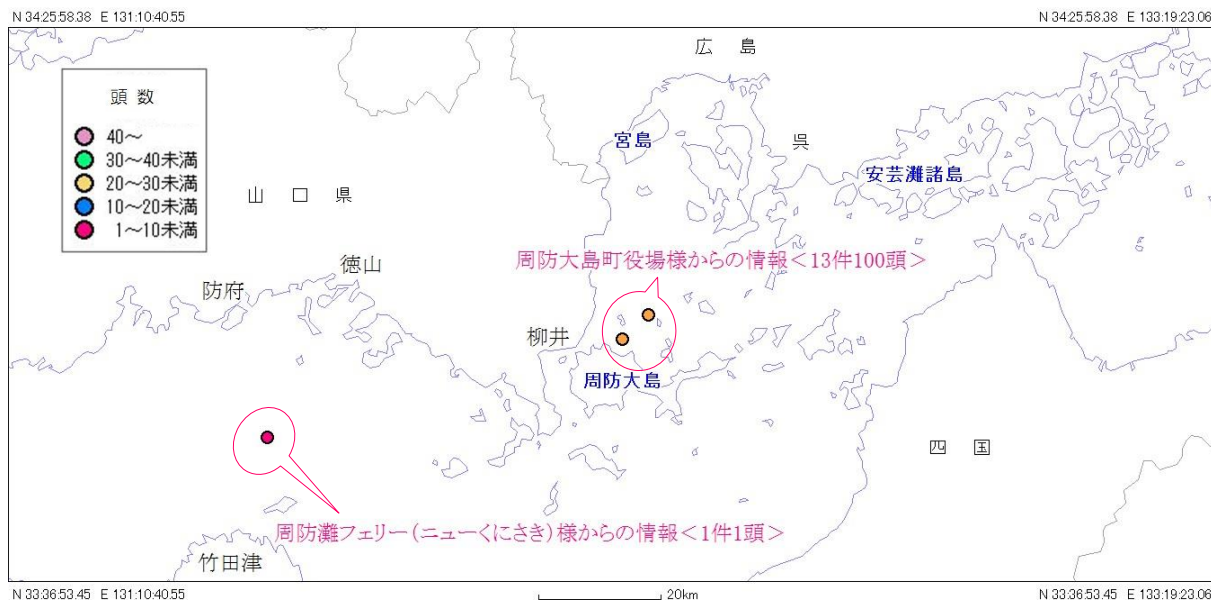 N 34:25:58.38 E 131:10:40.55
N 34:25:58.38 E 133:19:23.06
広 島
頭 数
40～
30～40未満
20～30未満
10～20未満
1～10未満
宮島
呉
安芸灘諸島
山 口 県
周防大島町役場様からの情報＜13件100頭＞
徳山
防府
柳井
周防大島
四 国
周防灘フェリー(ニューくにさき)様からの情報＜1件1頭＞
竹田津
N 33:36:53.45 E 131:10:40.55
20km
N 33:36:53.45 E 133:19:23.06